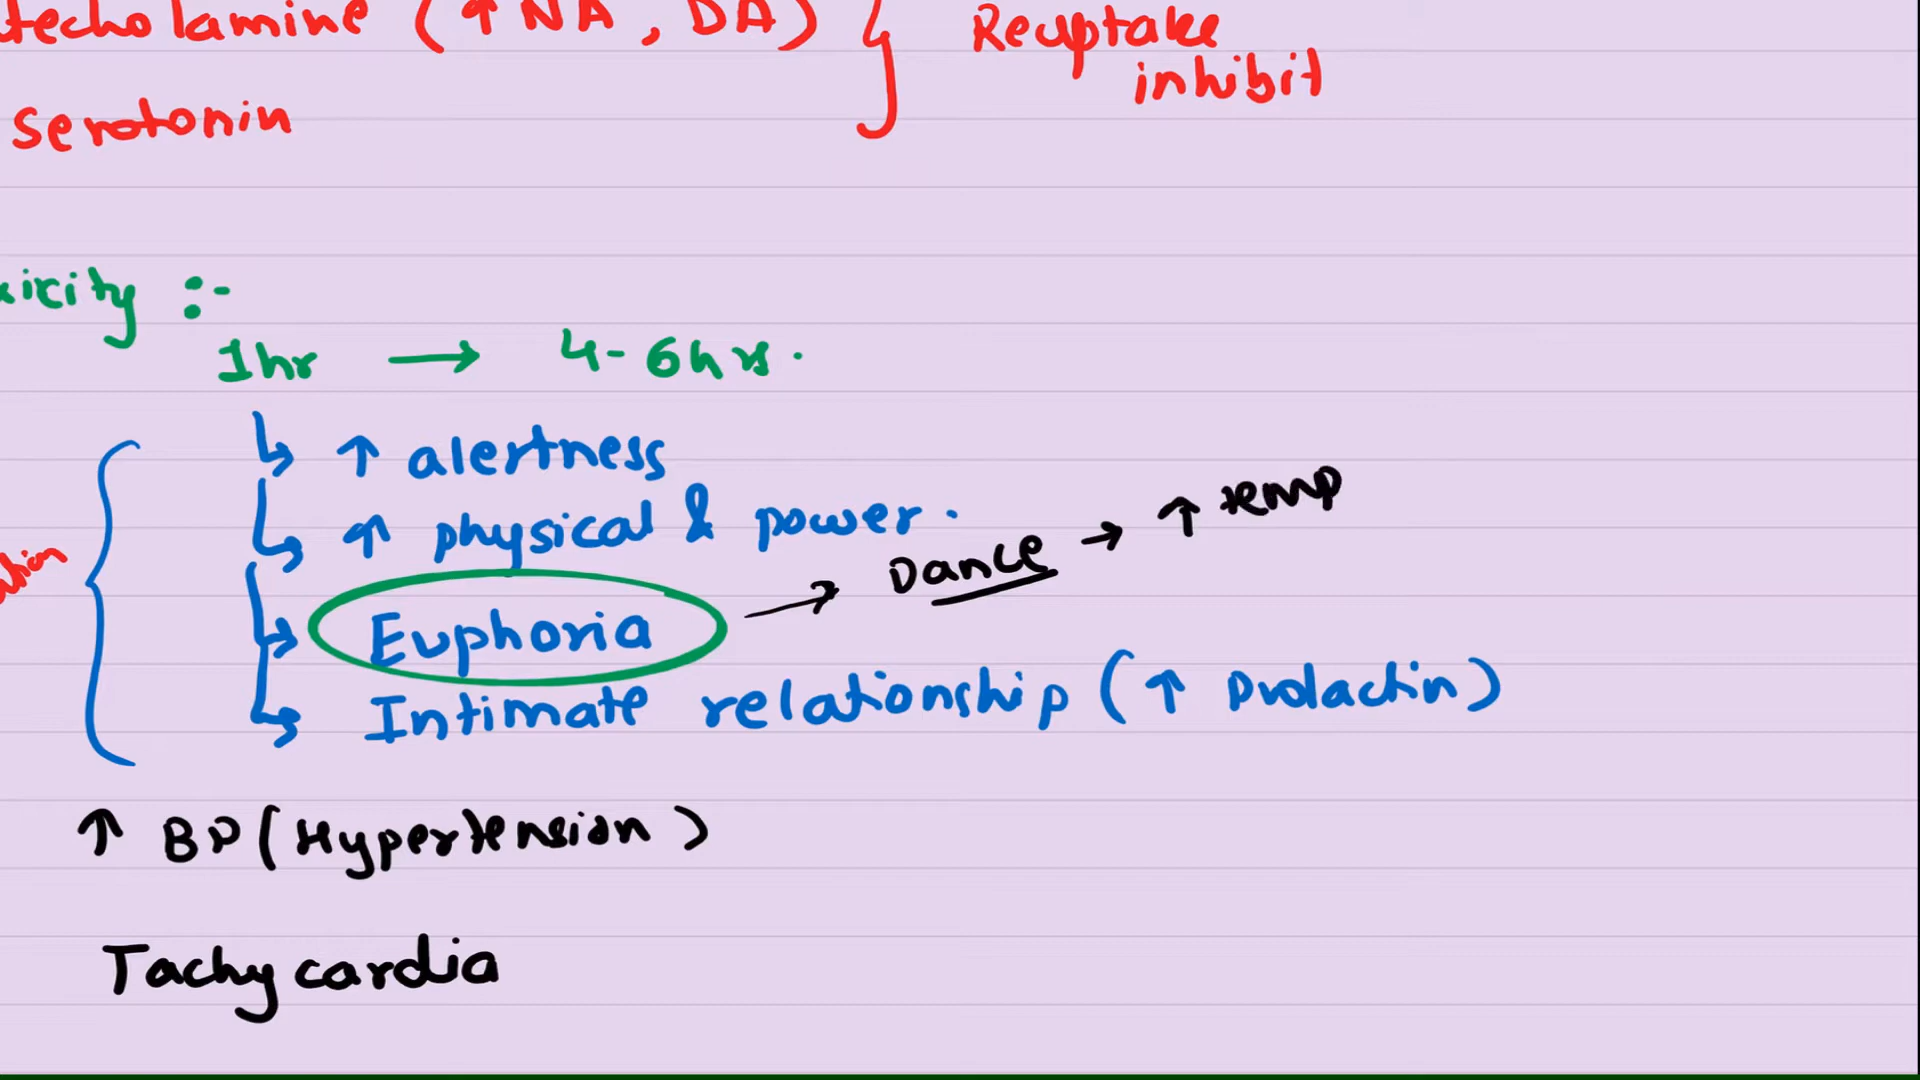 techolamine (↑ NA, DA) } Reuptake
inhibit
serotonin
xicity :-
1hr → 4-6hrs.
↑ alertness
↑ physical & power.
Euphoria → Dance → ↑ temp
Intimate relationship (↑ prolactin)
↑ BP (Hypertension)
Tachycardia